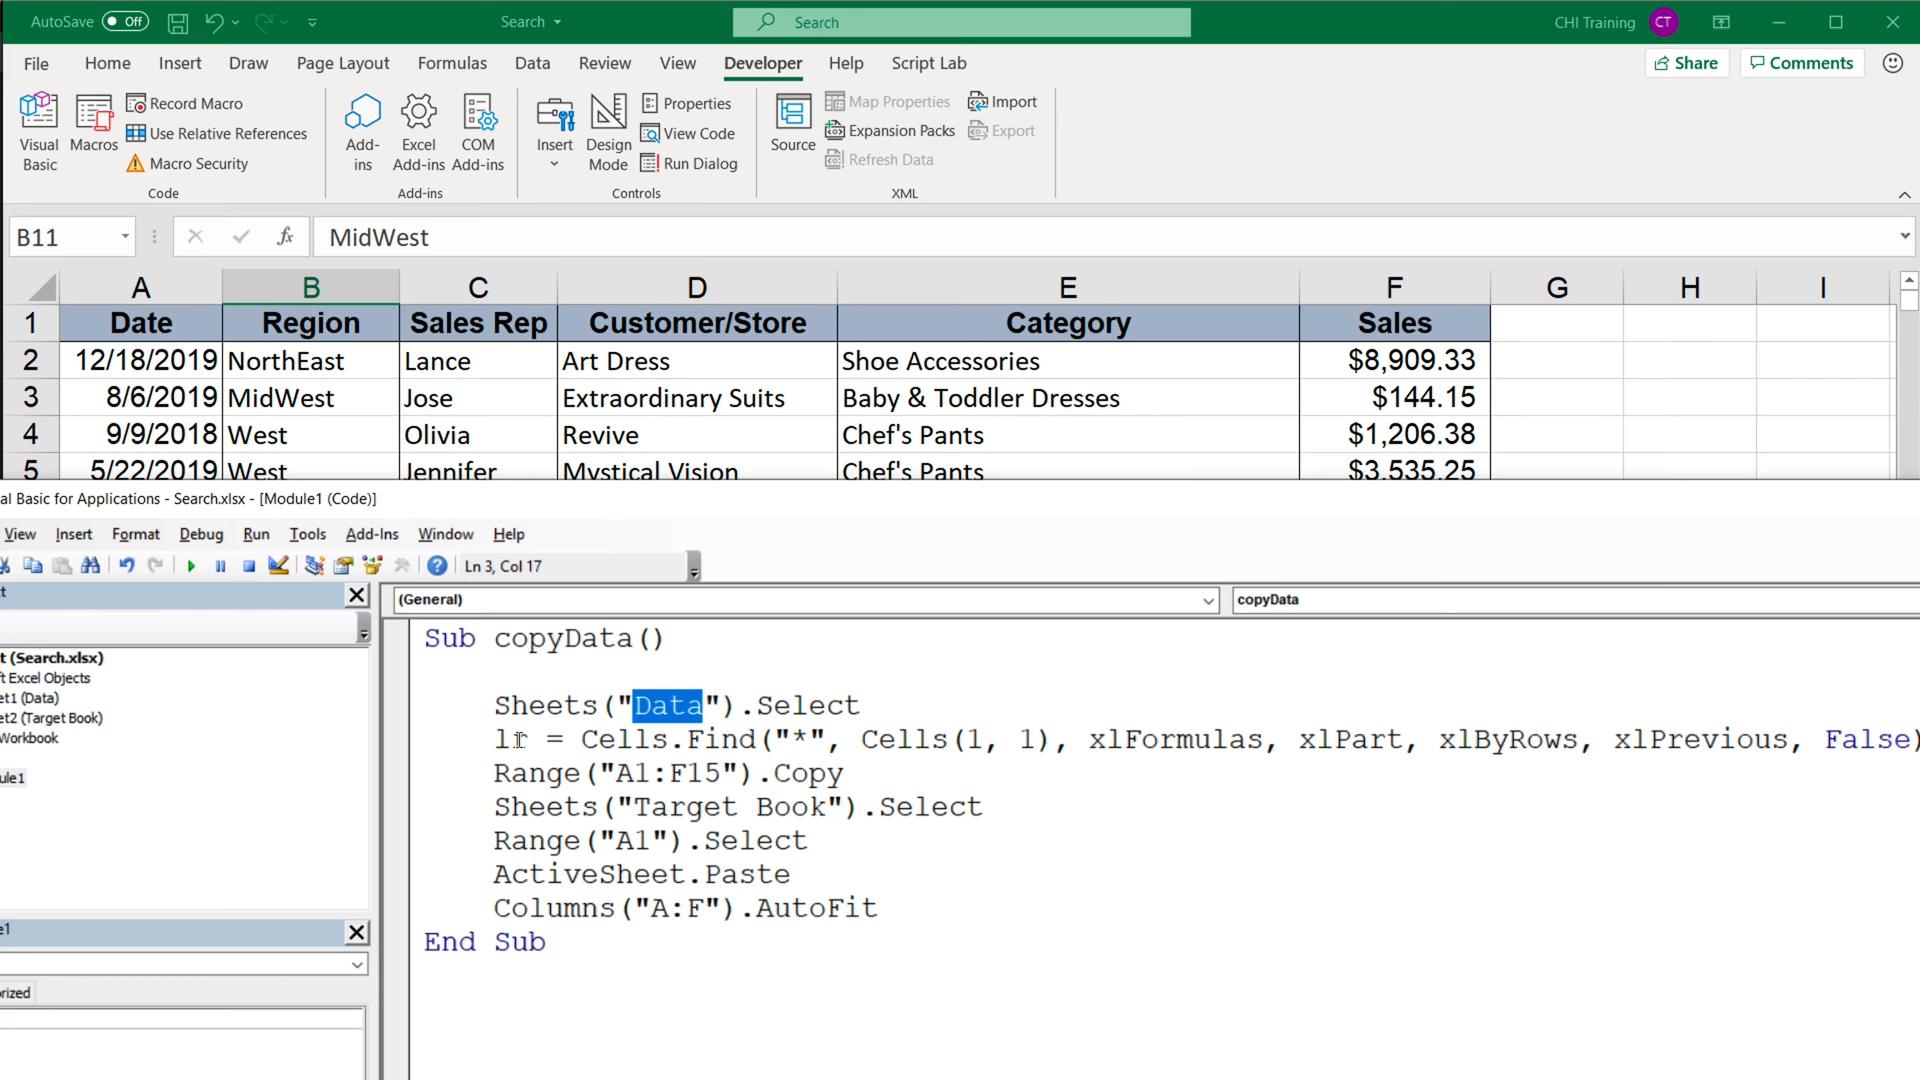 AutoSave Off Search Search CHI Training CT
File Home Insert Draw Page Layout Formulas Data Review View Developer Help Script Lab Share Comments
Visual Basic
Macros
Record Macro
Use Relative References
Macro Security
Code
Add-ins
Excel Add-ins
COM Add-ins
Add-ins
Insert
Design Mode
Properties
View Code
Run Dialog
Controls
Source
Map Properties
Expansion Packs
Refresh Data
Import
Export
XML
B11 fx MidWest
A B C D E F G H I
1 Date Region Sales Rep Customer/Store Category Sales
2 12/18/2019 NorthEast Lance Art Dress Shoe Accessories $8,909.33
3 8/6/2019 MidWest Jose Extraordinary Suits Baby & Toddler Dresses $144.15
4 9/9/2018 West Olivia Revive Chef's Pants $1,206.38
5 5/22/2019 West Jennifer Mystical Vision Chef's Pants $3,535.25
al Basic for Applications - Search.xlsx - [Module1 (Code)]
View Insert Format Debug Run Tools Add-Ins Window Help
Ln 3, Col 17
t
t (Search.xlsx)
ft Excel Objects
et1 (Data)
et2 (Target Book)
Workbook
ule1
e1
orized
(General) copyData
Sub copyData()
Sheets("Data").Select
lr = Cells.Find("*", Cells(1, 1), xlFormulas, xlPart, xlByRows, xlPrevious, False)
Range("A1:F15").Copy
Sheets("Target Book").Select
Range("A1").Select
ActiveSheet.Paste
Columns("A:F").AutoFit
End Sub